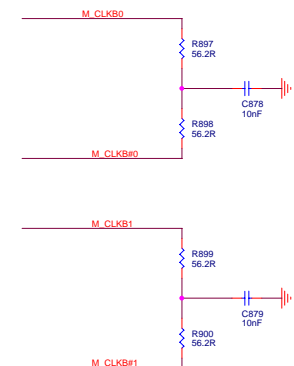 M_CLKB0
R897
56.2R
C878
10nF
R898
56.2R
M_CLKB#0
M_CLKB1
R899
56.2R
C879
10nF
R900
56.2R
M_CLKB#1